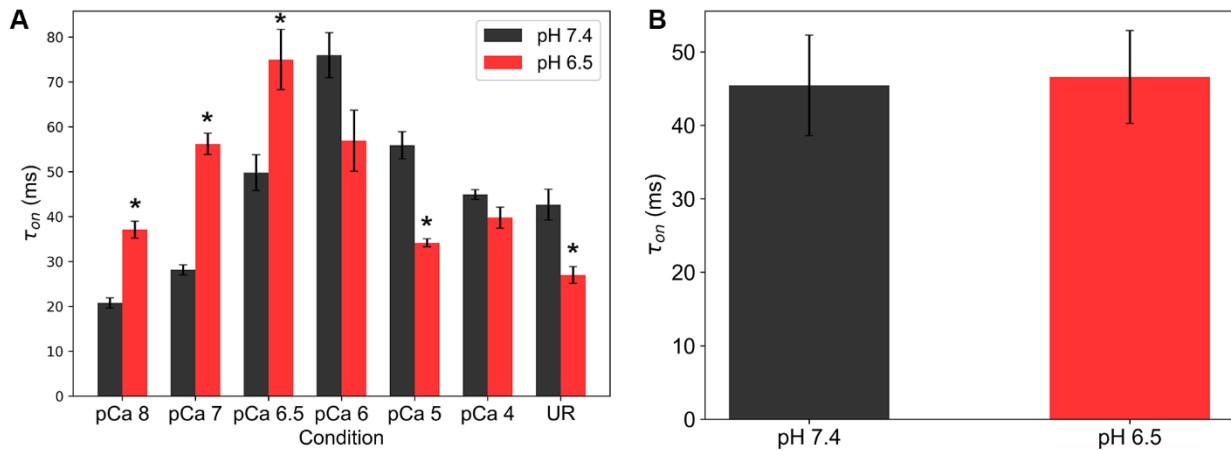 A
τon (ms)
80
70
60
50
40
30
20
10
0
*
*
*
*
*
pH 7.4
pH 6.5
pCa 8
pCa 7
pCa 6.5
pCa 6
pCa 5
pCa 4
UR
Condition
B
τon (ms)
50
40
30
20
10
0
pH 7.4
pH 6.5